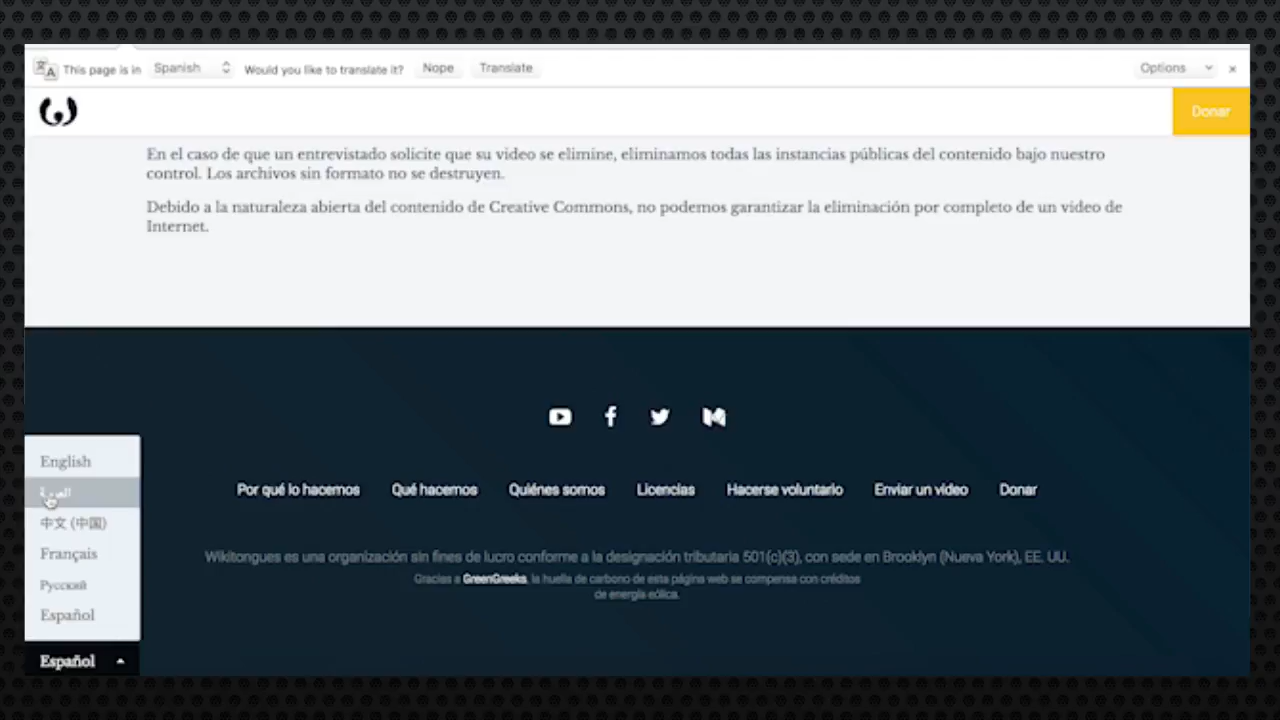 This page is in Spanish Would you like to translate it? Nope Translate Options ×
Donar
En el caso de que un entrevistado solicite que su video se elimine, eliminamos todas las instancias públicas del contenido bajo nuestro
control. Los archivos sin formato no se destruyen.
Debido a la naturaleza abierta del contenido de Creative Commons, no podemos garantizar la eliminación por completo de un video de
Internet.
English
العربية
中文 (中国)
Français
Русский
Español
Español
Por qué lo hacemos Qué hacemos Quiénes somos Licencias Hacerse voluntario Enviar un video Donar
Wikitongues es una organización sin fines de lucro conforme a la designación tributaria 501(c)(3), con sede en Brooklyn (Nueva York), EE. UU.
Gracias a GreenGeeks, la huella de carbono de esta página web se compensa con créditos
de energía eólica.